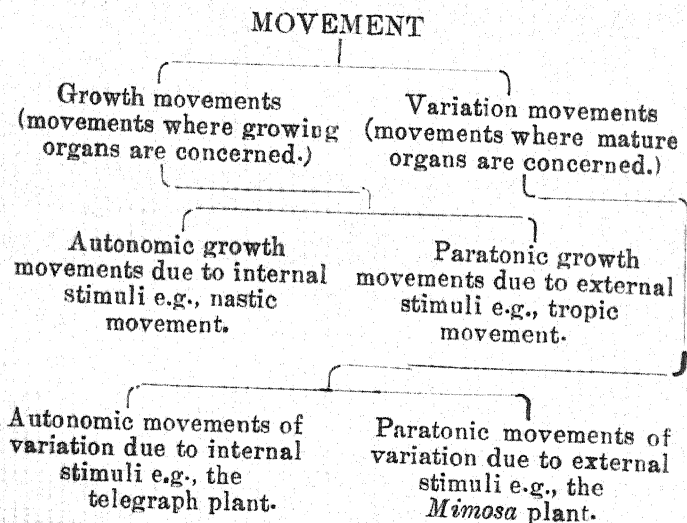 MOVEMENT
Growth movements
(movements where growing
organs are concerned.)
Variation movements
(movements where mature
organs are concerned.)
Autonomic growth
movements due to internal
stimuli e.g., nastic
movement.
Paratonic growth
movements due to external
stimuli e.g., tropic
movement.
Autonomic movements of
variation due to internal
stimuli e.g., the
telegraph plant.
Paratonic movements of
variation due to external
stimuli e.g., the
Mimosa plant.